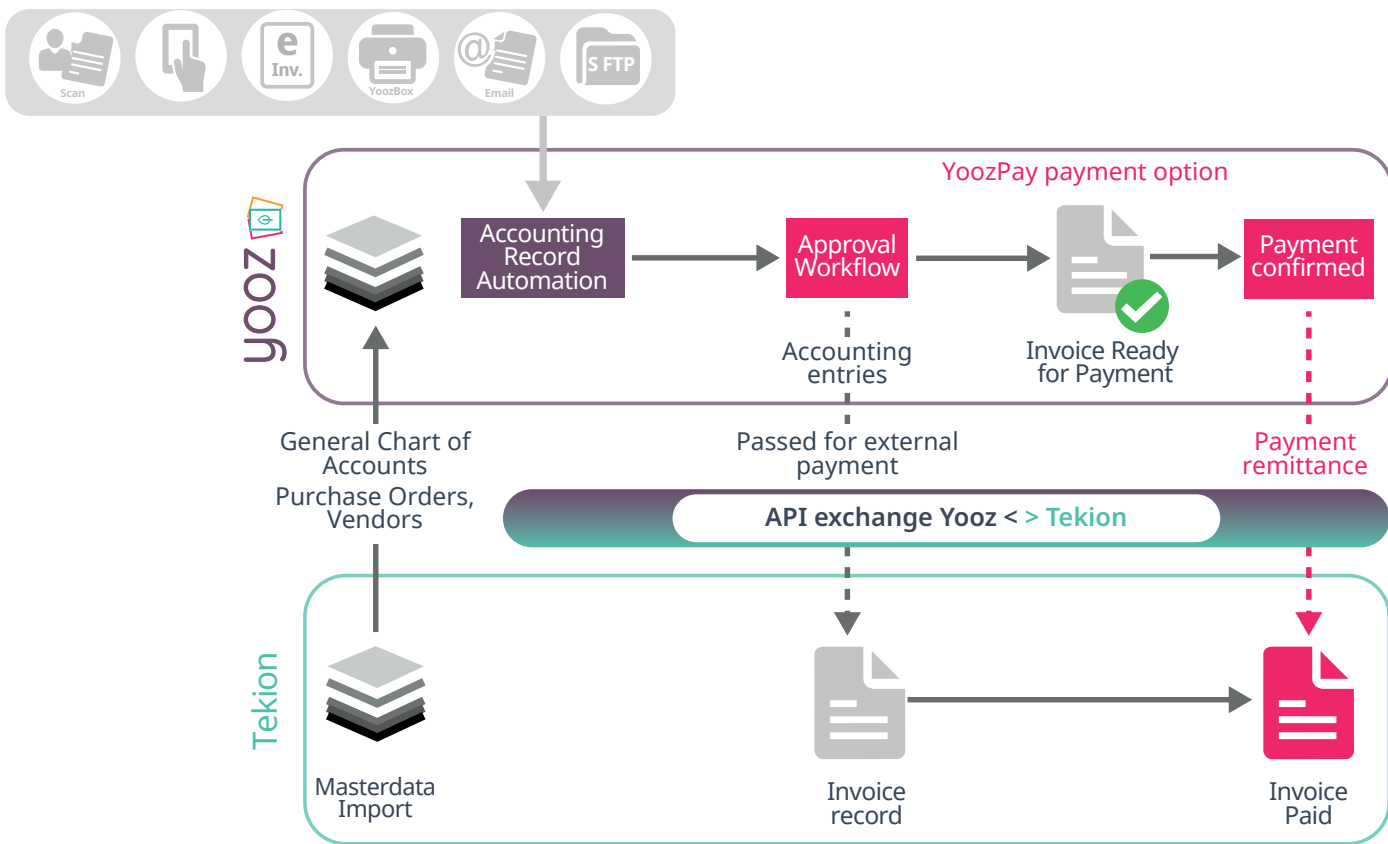 e
Inv.
S FTP
@
Scan
YoozBox
Email
YoozPay payment option
yooz
Accounting
Record
Automation
Approval
Workflow
Payment
confirmed
Accounting
entries
Invoice Ready
for Payment
General Chart of
Accounts
Purchase Orders,
Vendors
Passed for external
payment
Payment
remittance
API exchange Yooz < > Tekion
Tekion
Masterdata
Import
Invoice
record
Invoice
Paid